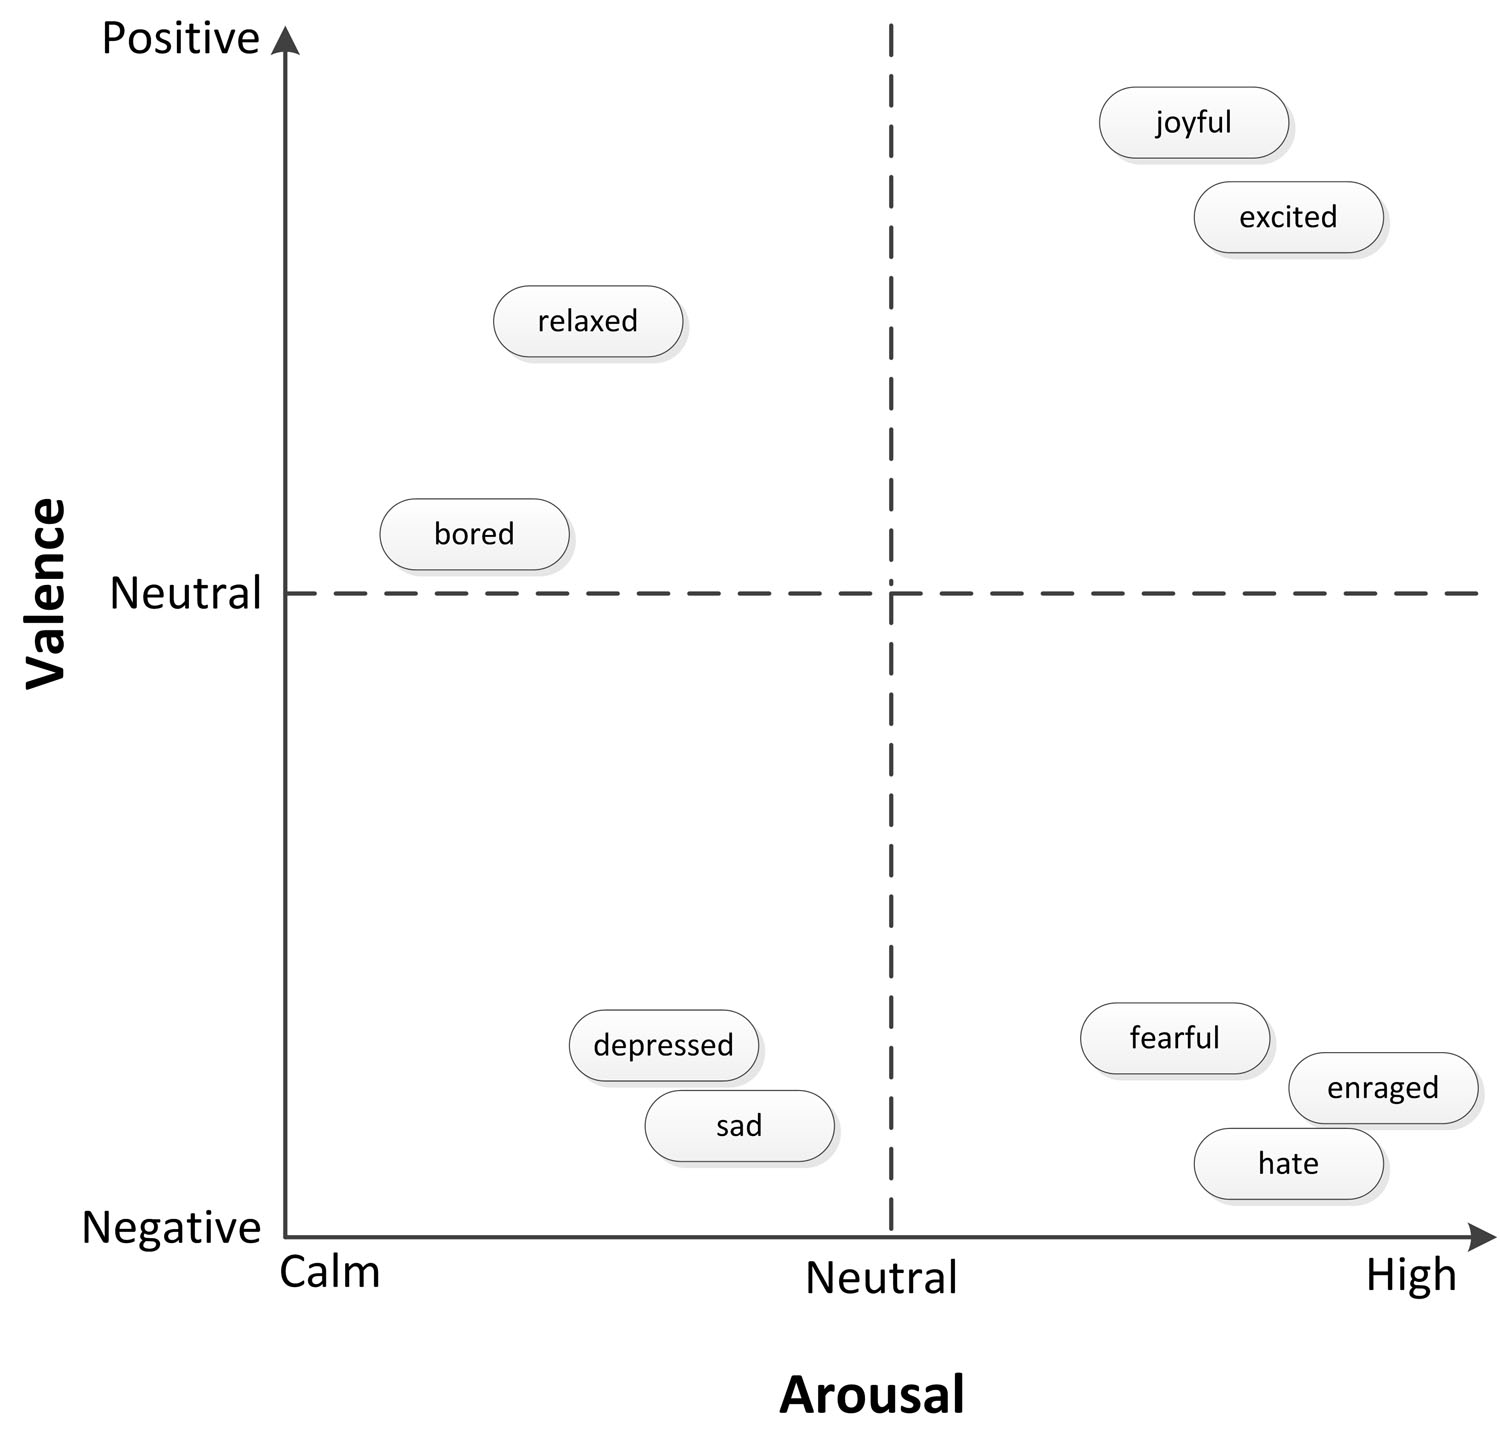 Positive
joyful
excited
relaxed
bored
Neutral
Valence
depressed
fearful
enraged
sad
hate
Negative
Calm
Neutral
High
Arousal